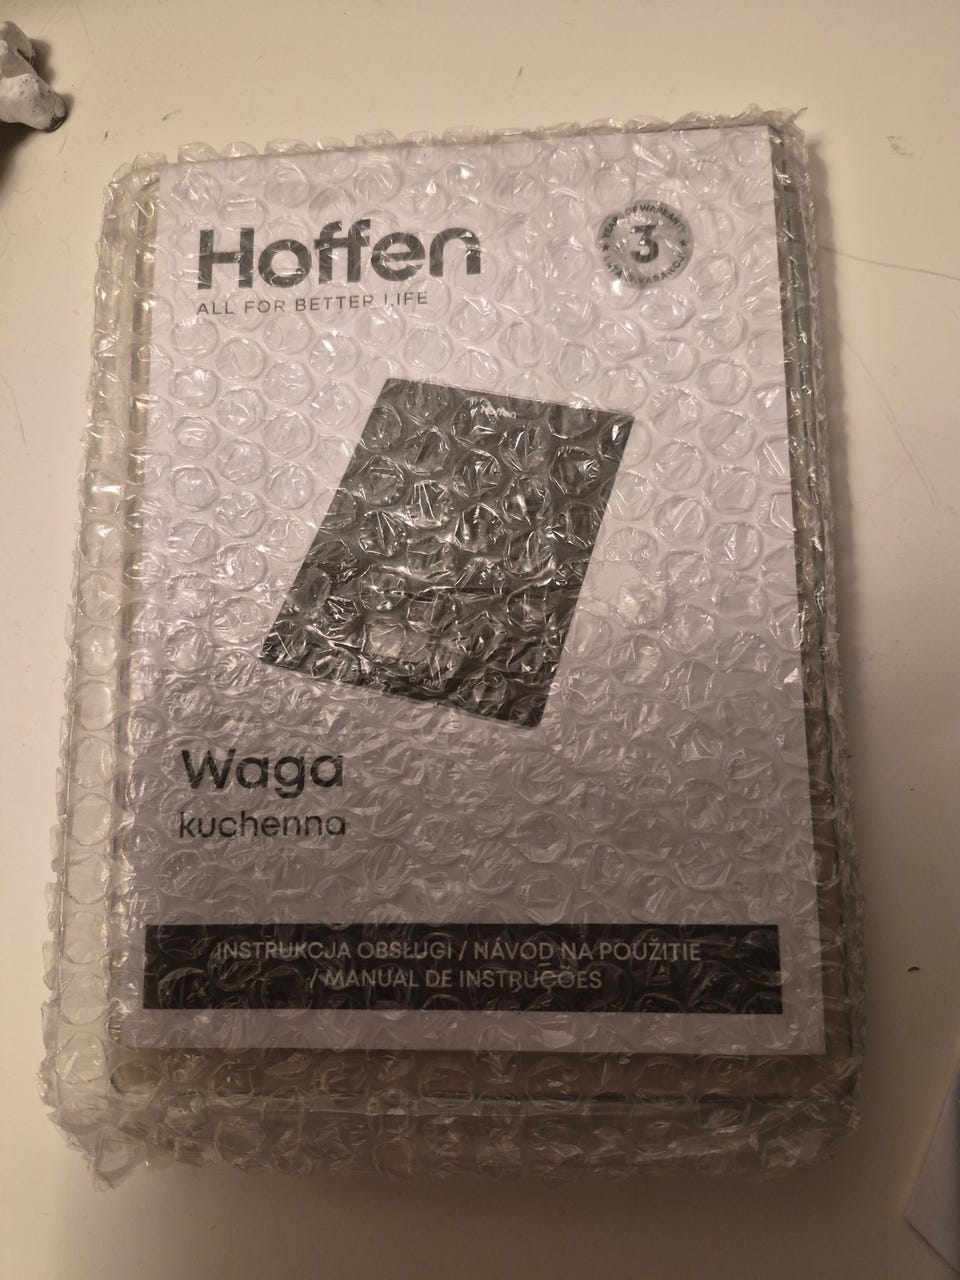 Hoffen
ALL FOR BETTER LIFE
3
Waga
kuchenna
INSTRUKCJA OBSŁUGI / NÁVOD NA POUŽITIE
/ MANUAL DE INSTRUÇÕES